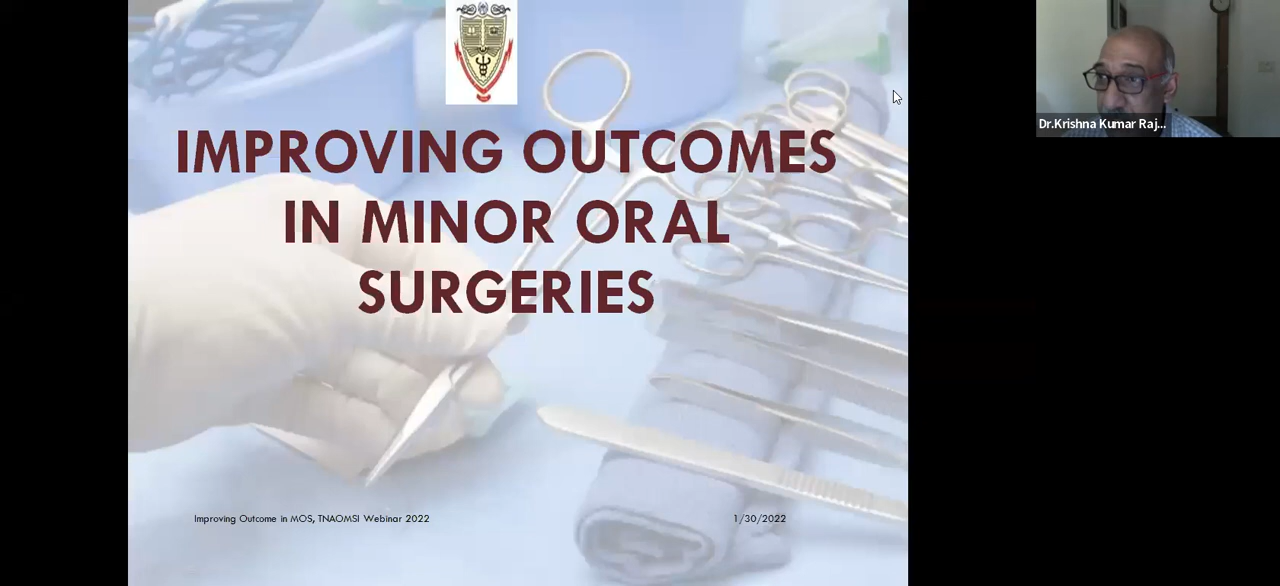 IMPROVING OUTCOMES
IN MINOR ORAL
SURGERIES
Improving Outcome in MOS, TNAOMSI Webinar 2022
1/30/2022
Dr.Krishna Kumar Raj...